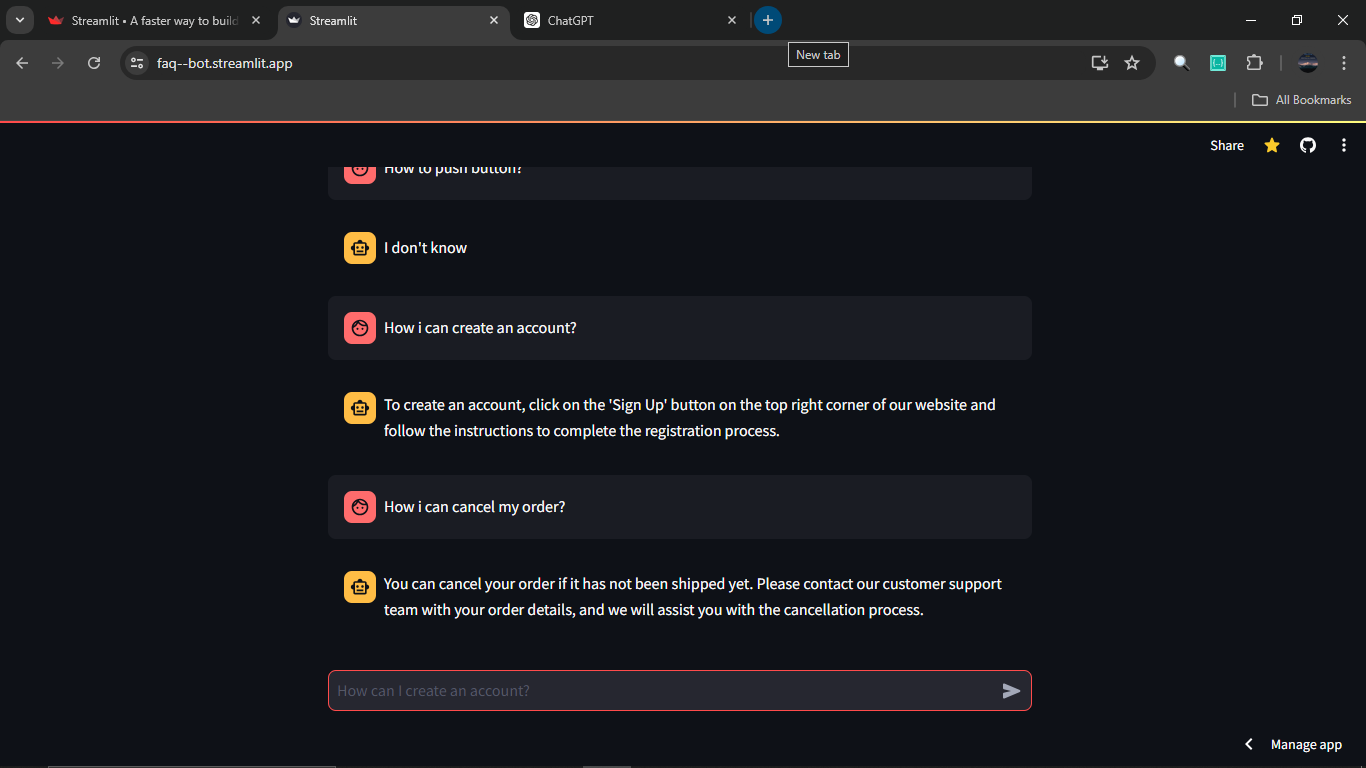 Streamlit • A faster way to build
Streamlit
ChatGPT
faq--bot.streamlit.app
New tab
All Bookmarks
Share
How to push button?
I don't know
How i can create an account?
To create an account, click on the 'Sign Up' button on the top right corner of our website and
follow the instructions to complete the registration process.
How i can cancel my order?
You can cancel your order if it has not been shipped yet. Please contact our customer support
team with your order details, and we will assist you with the cancellation process.
How can I create an account?
Manage app